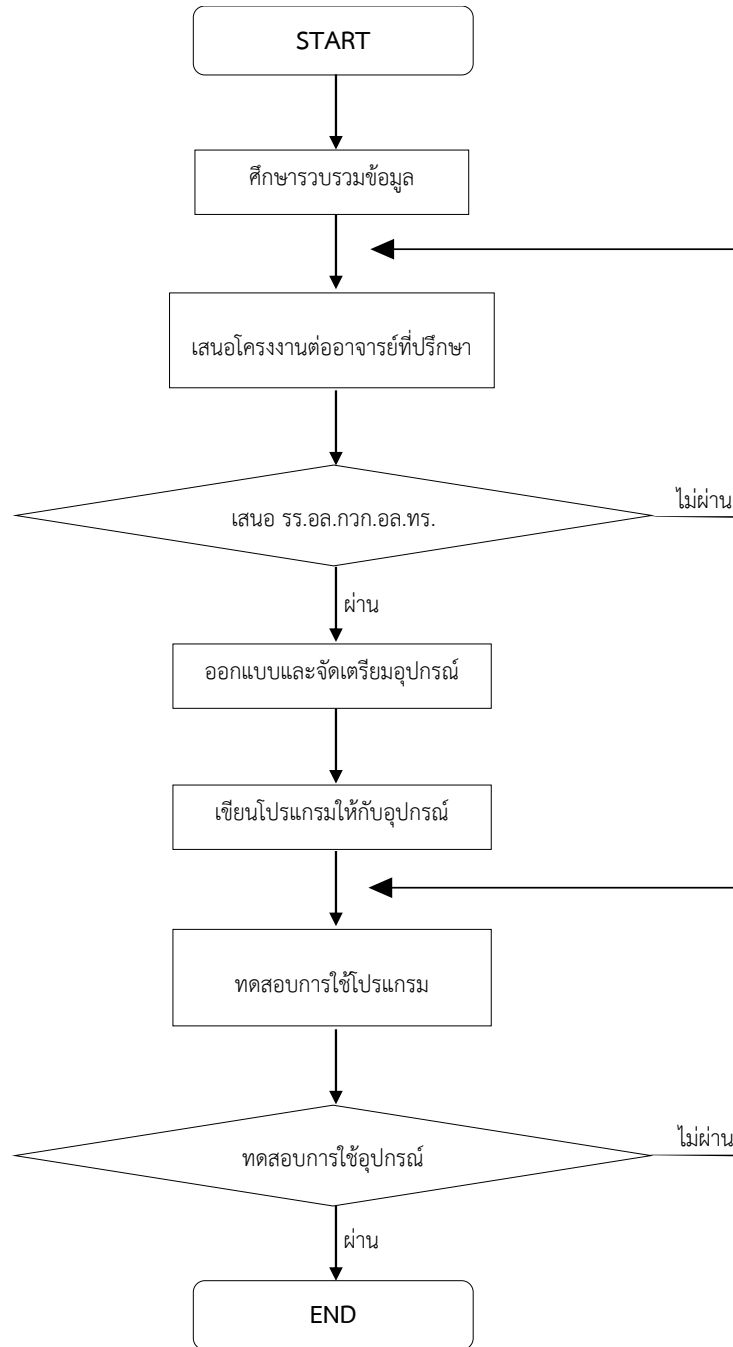 START
ศึกษารวบรวมข้อมูล
เสนอโครงงานต่ออาจารย์ที่ปรึกษา
เสนอ รร.อล.กวก.อล.ทร.
ไม่ผ่าน
ผ่าน
ออกแบบและจัดเตรียมอุปกรณ์
เขียนโปรแกรมให้กับอุปกรณ์
ทดสอบการใช้โปรแกรม
ทดสอบการใช้อุปกรณ์
ไม่ผ่าน
ผ่าน
END